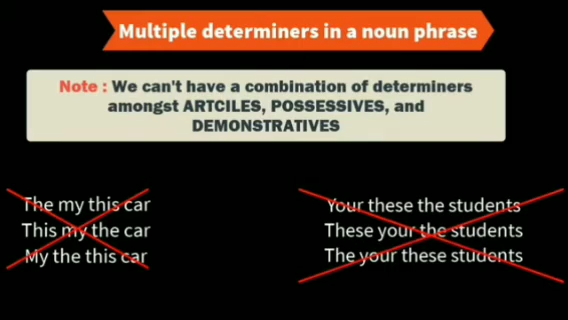 Multiple determiners in a noun phrase
Note : We can't have a combination of determiners
amongst ARTCILES, POSSESSIVES, and
DEMONSTRATIVES
The my this car
This my the car
My the this car
Your these the students
These your the students
The your these students